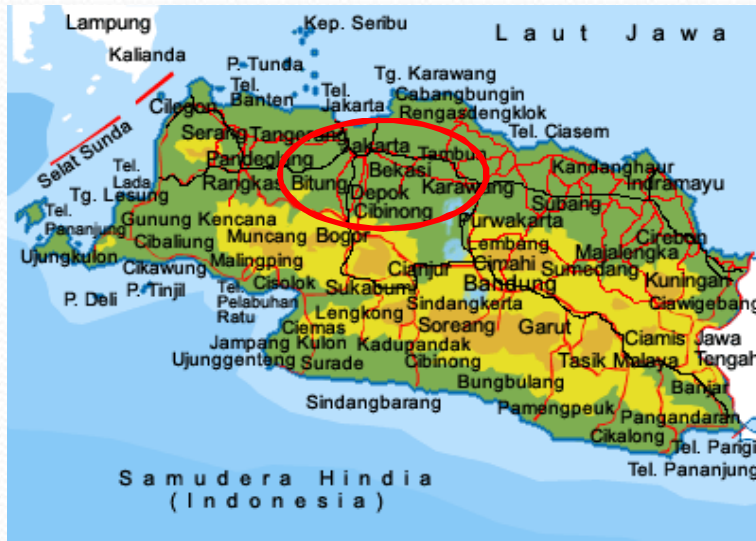 Lampung
Kep. Seribu
Laut Jawa
Kalianda
P. Tunda
Tel.
Banten
Tel.
Jakarta
Tg. Karawang
Cabangbungin
Rengasdengklok
Tel. Ciasem
Selat Sunda
Cilegon
Serang
Tangerang
Jakarta
Tambun
Pandeglang
Bekasi
Kandanghaur
Indramayu
Tel.
Lada
Rangkas Bitung
Depok
Karawang
Subang
Tg. Lesung
Cibinong
Purwakarta
Cirebon
Tel.
Pananjung
Gunung Kencana
Muncang
Bogor
Lembang
Majalengka
Ujungkulon
Cibaliung
Malingping
Cianjur
Cimahi
Sumedang
Kuningan
Cikawung
Cisolok
Sukabumi
Bandung
Ciawigebang
P. Deli
P. Tinjil
Tel.
Pelabuhan
Ratu
Lengkong
Sindangkerta
Ciemas
Soreang
Garut
Ciamis
Jawa
Tengah
Jampang Kulon
Kadupandak
Ujunggenteng
Surade
Cibinong
Tasik Malaya
Bungbulang
Banjar
Sindangbarang
Pamengpeuk
Pangandaran
Cikalong
Tel. Parigi
Tel. Pananjung
Samudera Hindia
(Indonesia)